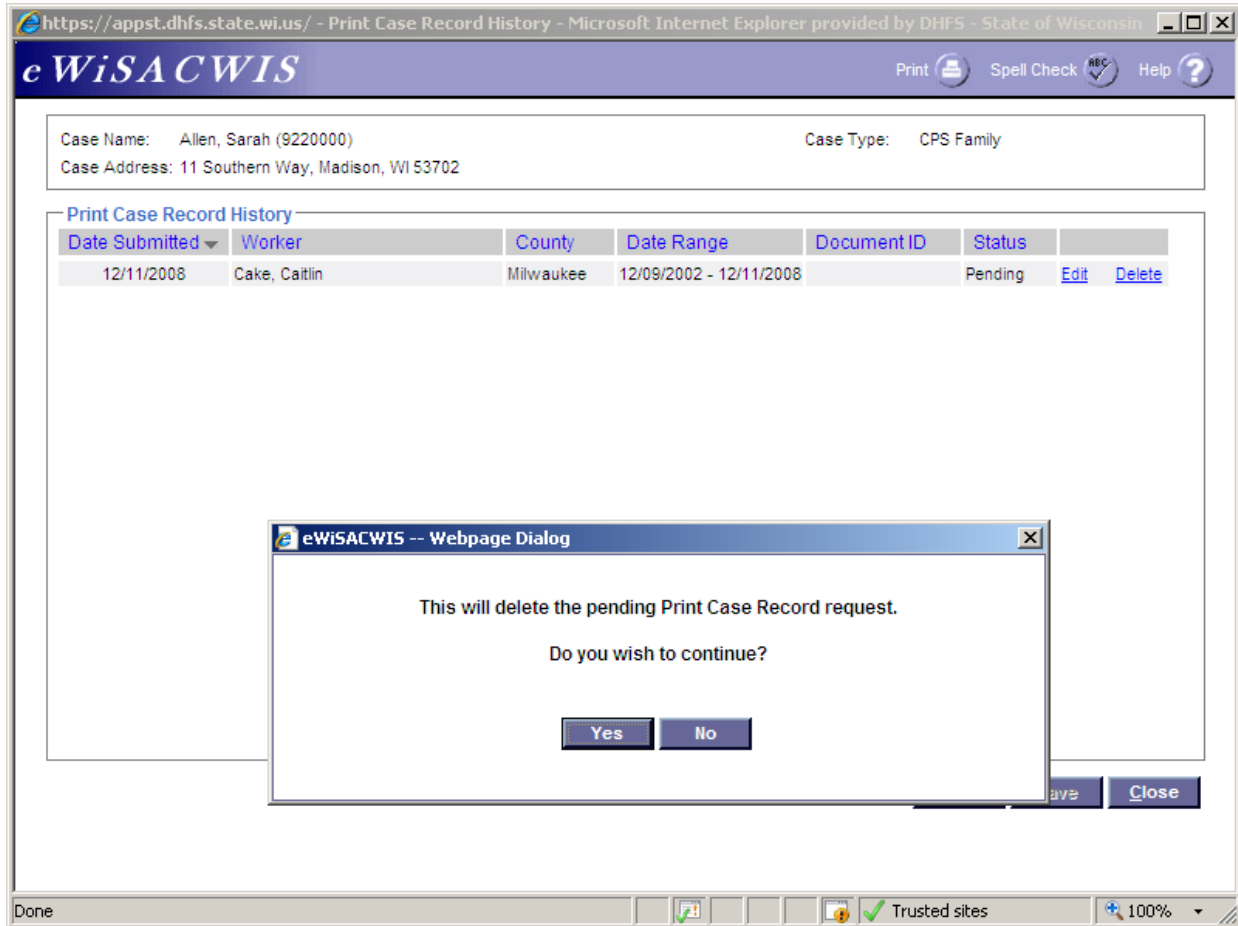 https://appst.dhfs.state.wi.us/ - Print Case Record History - Microsoft Internet Explorer provided by DHFS - State of Wisconsin
e WiSACWIS Print Spell Check ABC Help ?
Case Name: Allen, Sarah (9220000) Case Type: CPS Family
Case Address: 11 Southern Way, Madison, WI 53702
Print Case Record History
Date Submitted Worker County Date Range Document ID Status
12/11/2008 Cake, Caitlin Milwaukee 12/09/2002 - 12/11/2008 Pending Edit Delete
eWiSACWIS -- Webpage Dialog
This will delete the pending Print Case Record request.
Do you wish to continue?
Yes No
ave Close
Done Trusted sites 100%